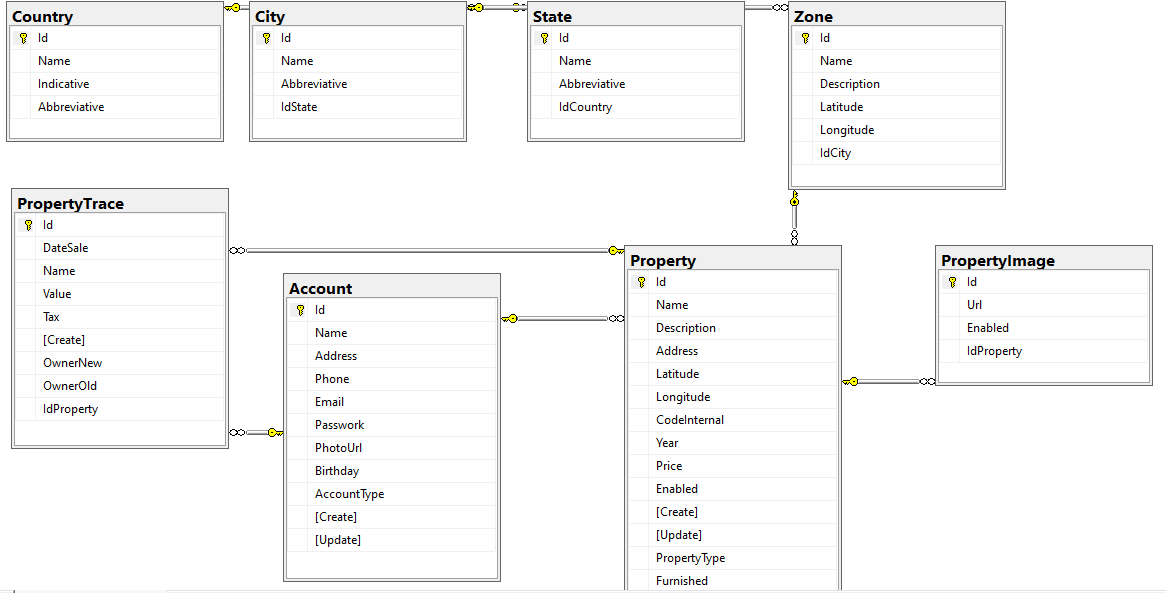 Country
Id
Name
Indicative
Abbreviative
City
Id
Name
Abbreviative
IdState
State
Id
Name
Abbreviative
IdCountry
Zone
Id
Name
Description
Latitude
Longitude
IdCity
PropertyTrace
Id
DateSale
Name
Value
Tax
[Create]
OwnerNew
OwnerOld
IdProperty
Account
Id
Name
Address
Phone
Email
Passwork
PhotoUrl
Birthday
AccountType
[Create]
[Update]
Property
Id
Name
Description
Address
Latitude
Longitude
CodeInternal
Year
Price
Enabled
[Create]
[Update]
PropertyType
Furnished
PropertyImage
Id
Url
Enabled
IdProperty